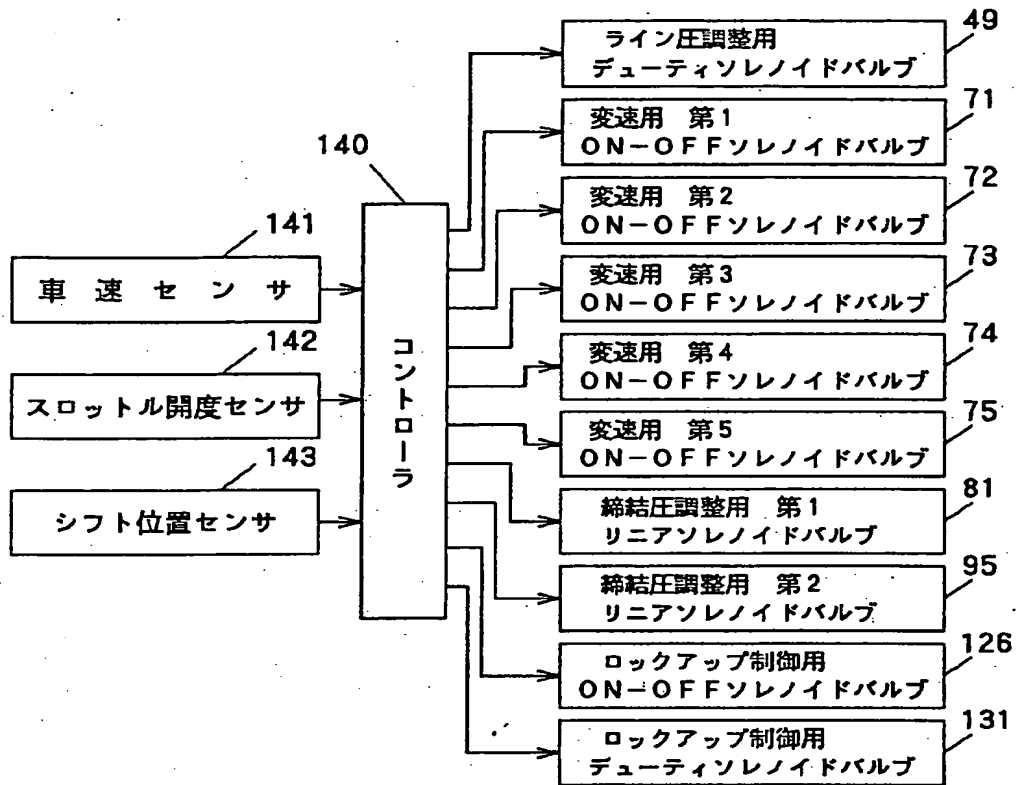 ライン圧調整用
デューティソレノイドバルブ
49
変速用 第1
ON-OFFソレノイドバルブ
71
変速用 第2
ON-OFFソレノイドバルブ
72
変速用 第3
ON-OFFソレノイドバルブ
73
変速用 第4
ON-OFFソレノイドバルブ
74
変速用 第5
ON-OFFソレノイドバルブ
75
締結圧調整用 第1
リニアソレノイドバルブ
81
締結圧調整用 第2
リニアソレノイドバルブ
95
ロックアップ制御用
ON-OFFソレノイドバルブ
126
ロックアップ制御用
デューティソレノイドバルブ
131
140
コントローラ
141
車速センサ
142
スロットル開度センサ
143
シフト位置センサ